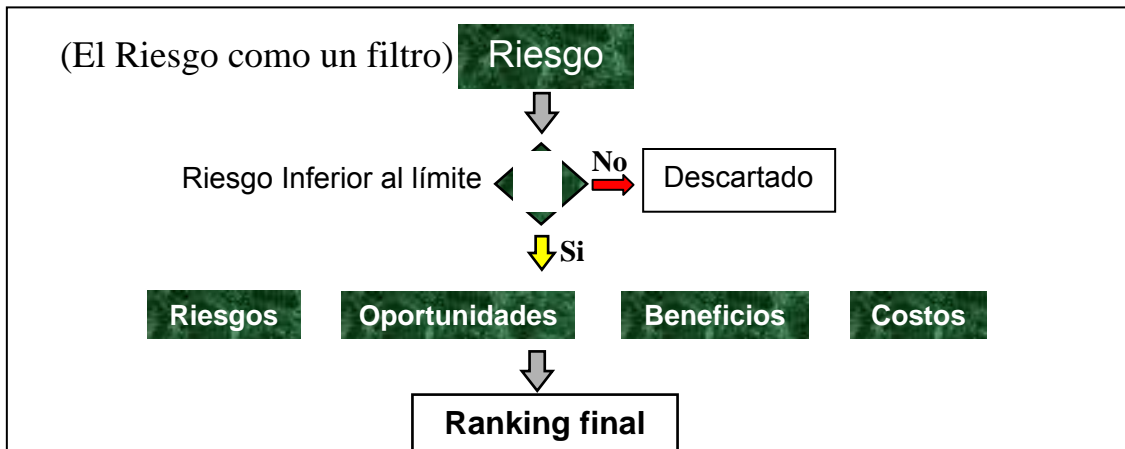 (El Riesgo como un filtro) Riesgo
Riesgo Inferior al límite
No
Descartado
Si
Riesgos Oportunidades Beneficios Costos
Ranking final